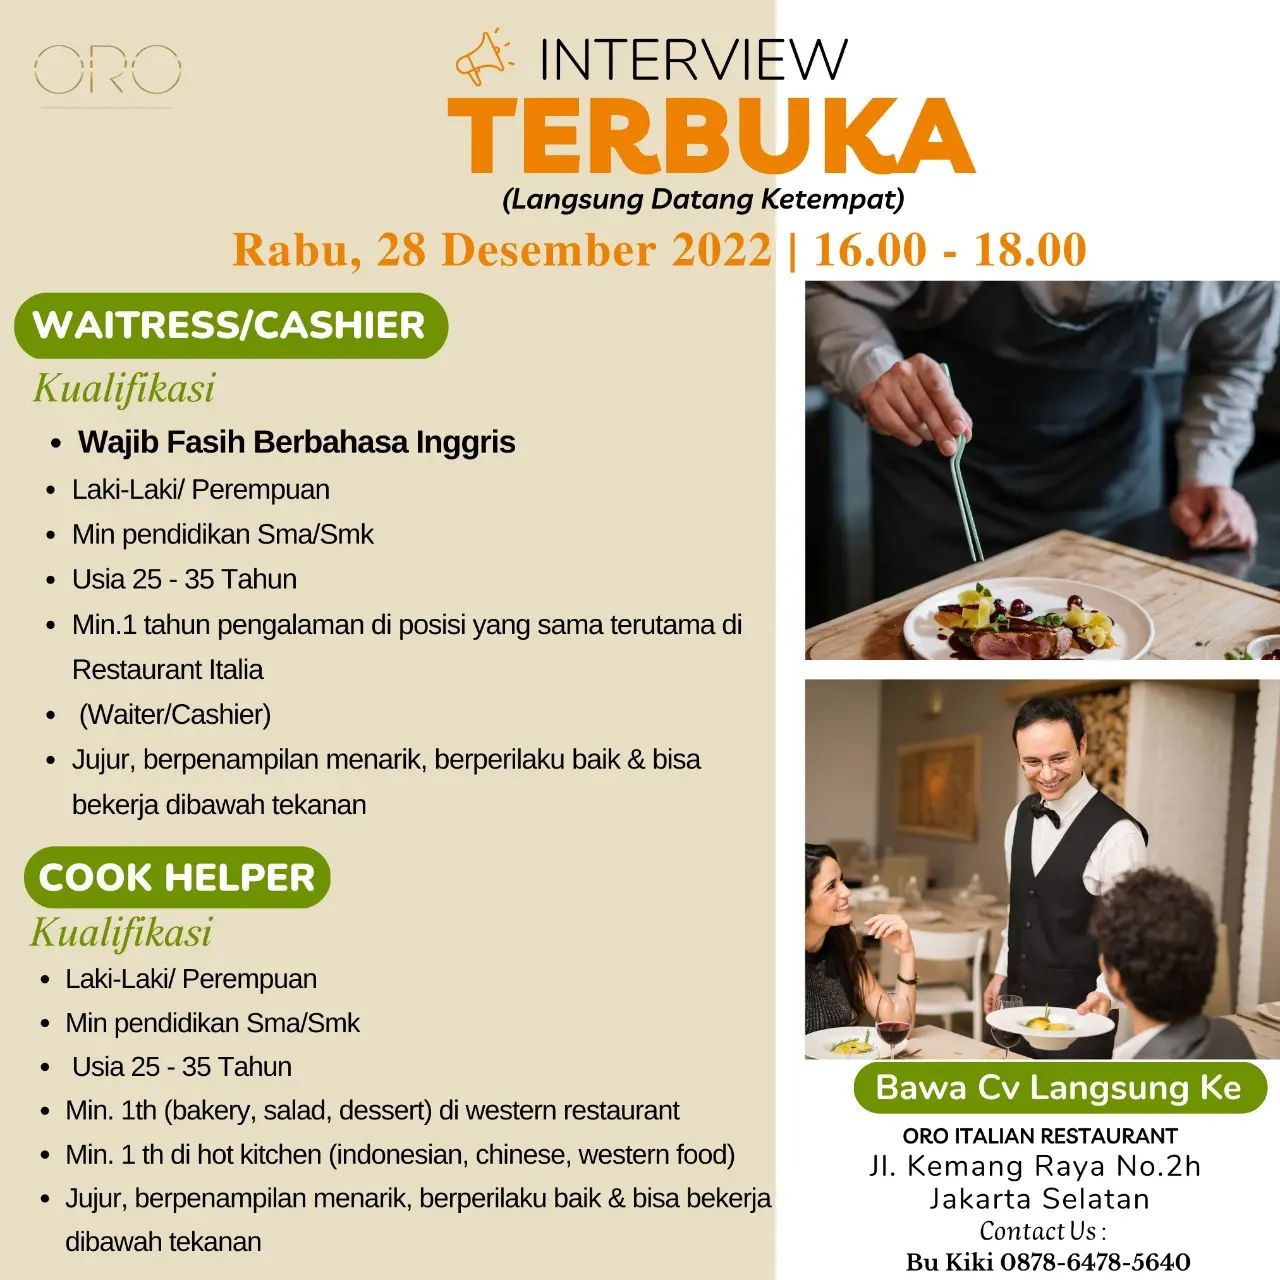 ORO
INTERVIEW
TERBUKA
(Langsung Datang Ketempat)
Rabu, 28 Desember 2022 | 16.00 - 18.00
WAITRESS/CASHIER
Kualifikasi
• Wajib Fasih Berbahasa Inggris
• Laki-Laki/ Perempuan
• Min pendidikan Sma/Smk
• Usia 25 - 35 Tahun
• Min.1 tahun pengalaman di posisi yang sama terutama di
Restaurant Italia
• (Waiter/Cashier)
• Jujur, berpenampilan menarik, berperilaku baik & bisa
bekerja dibawah tekanan
COOK HELPER
Kualifikasi
• Laki-Laki/ Perempuan
• Min pendidikan Sma/Smk
• Usia 25 - 35 Tahun
• Min. 1th (bakery, salad, dessert) di western restaurant
• Min. 1 th di hot kitchen (indonesian, chinese, western food)
• Jujur, berpenampilan menarik, berperilaku baik & bisa bekerja
dibawah tekanan
Bawa Cv Langsung Ke
ORO ITALIAN RESTAURANT
Jl. Kemang Raya No.2h
Jakarta Selatan
Contact Us :
Bu Kiki 0878-6478-5640